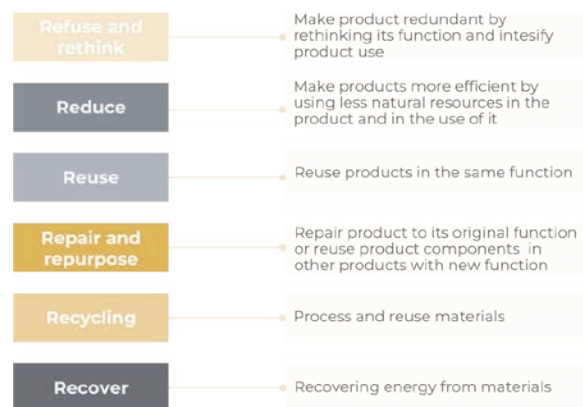 Refuse and
rethink
Make product redundant by
rethinking its function and intesify
product use
Reduce
Make products more efficient by
using less natural resources in the
product and in the use of it
Reuse
Reuse products in the same function
Repair and
repurpose
Repair product to its original function
or reuse product components in
other products with new function
Recycling
Process and reuse materials
Recover
Recovering energy from materials